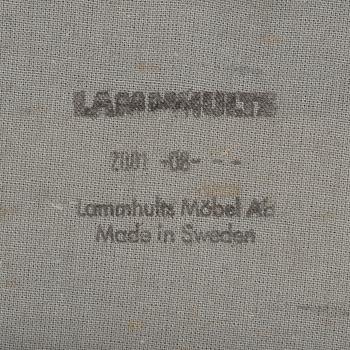 LAMMHULTS
2001 -08- - -
Lammhults Möbel AB
Made in Sweden